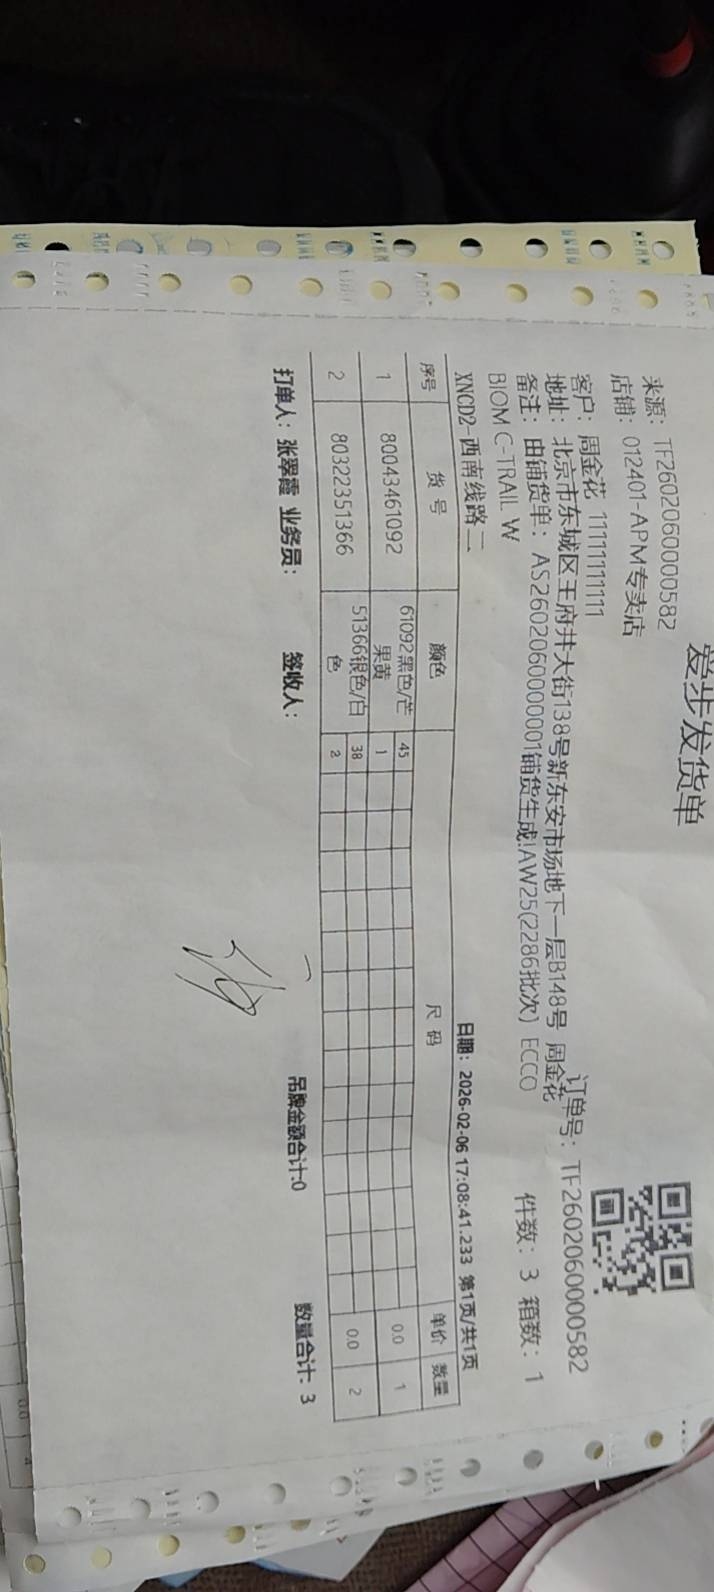 爱步发货单
来源：TF2602060000582
店铺：012401-APM专卖店
订单号：TF2602060000582
客户：周金花 11111111111
地址：北京市东城区王府井大街138号新东安市场地下一层B148号 周金花
件数：3 箱数：1
备注：由铺货单：AS2602060000001铺货生成!AW25(2286批次) ECCO
BIOM C-TRAIL W
XNCD2-西南线路二 日期：2026-02-06 17:08:41.233 第1页/共1页
序号 货号 颜色 尺码 单价 数量
1 80043461092 61092黑色/芒果黄 45 1 0.0 1
2 80322351366 51366银色/白色 38 2 0.0 2
打单人：张翠霞 业务员： 签收人： 吊牌金额合计:0 数量合计: 3